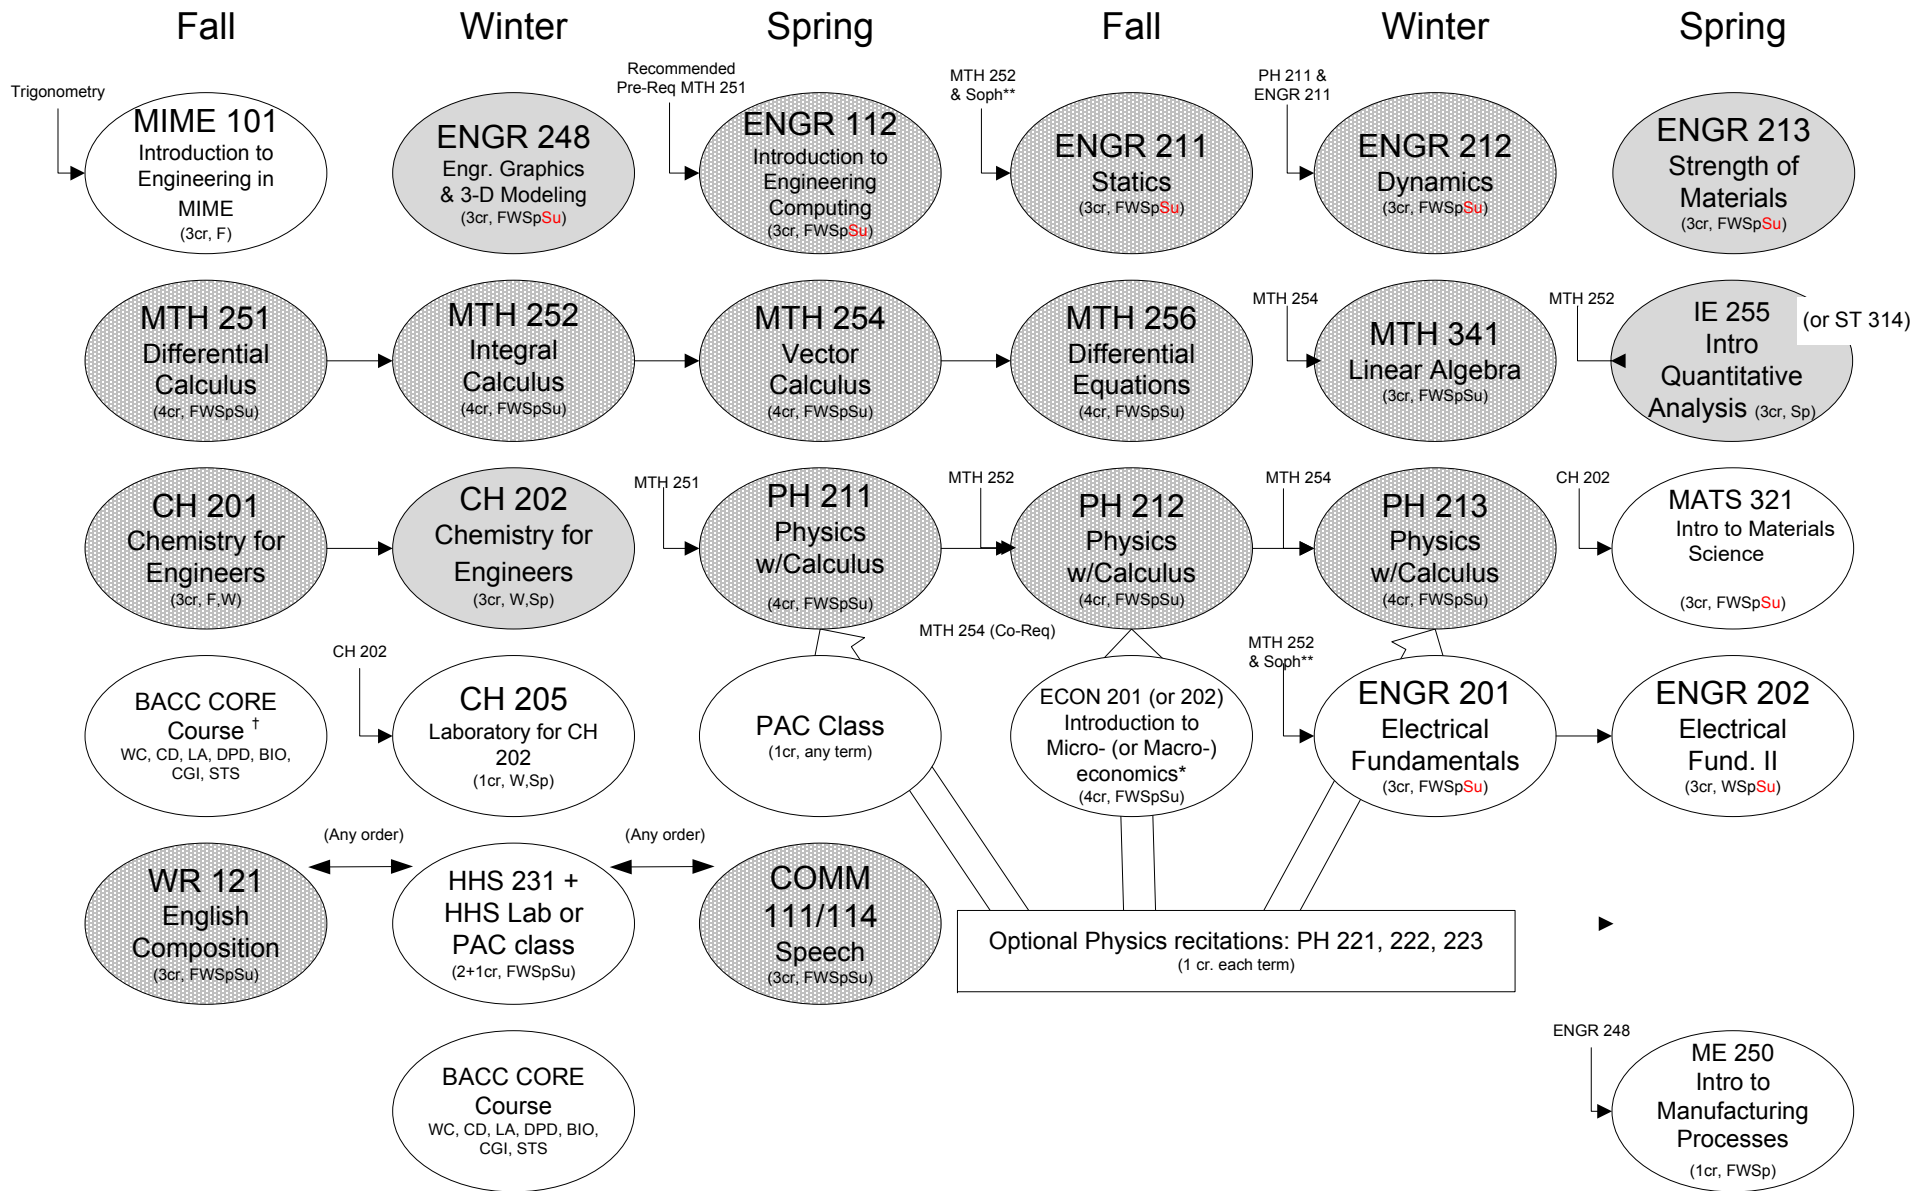 Fall
Winter
Spring
Fall
Winter
Spring
Trigonometry
MIME 101
Introduction to
Engineering in
MIME
(3cr, F)
ENGR 248
Engr. Graphics
& 3-D Modeling
(3cr, FWSpSu)
Recommended
Pre-Req MTH 251
ENGR 112
Introduction to
Engineering
Computing
(3cr, FWSpSu)
MTH 252
& Soph**
ENGR 211
Statics
(3cr, FWSpSu)
PH 211 &
ENGR 211
ENGR 212
Dynamics
(3cr, FWSpSu)
ENGR 213
Strength of
Materials
(3cr, FWSpSu)
MTH 251
Differential
Calculus
(4cr, FWSpSu)
MTH 252
Integral
Calculus
(4cr, FWSpSu)
MTH 254
Vector
Calculus
(4cr, FWSpSu)
MTH 256
Differential
Equations
(4cr, FWSpSu)
MTH 254
MTH 341
Linear Algebra
(3cr, FWSpSu)
MTH 252
IE 255
Intro
Quantitative
Analysis (3cr, Sp)
(or ST 314)
CH 201
Chemistry for
Engineers
(3cr, F,W)
CH 202
Chemistry for
Engineers
(3cr, W,Sp)
MTH 251
PH 211
Physics
w/Calculus
(4cr, FWSpSu)
MTH 252
PH 212
Physics
w/Calculus
(4cr, FWSpSu)
MTH 254
PH 213
Physics
w/Calculus
(4cr, FWSpSu)
CH 202
MATS 321
Intro to Materials
Science
(3cr, FWSpSu)
BACC CORE
Course †
WC, CD, LA, DPD, BIO,
CGI, STS
CH 202
CH 205
Laboratory for CH
202
(1cr, W,Sp)
PAC Class
(1cr, any term)
MTH 254 (Co-Req)
ECON 201 (or 202)
Introduction to
Micro- (or Macro-)
economics*
(4cr, FWSpSu)
MTH 252
& Soph**
ENGR 201
Electrical
Fundamentals
(3cr, FWSpSu)
ENGR 202
Electrical
Fund. II
(3cr, WSpSu)
WR 121
English
Composition
(3cr, FWSpSu)
(Any order)
HHS 231 +
HHS Lab or
PAC class
(2+1cr, FWSpSu)
(Any order)
COMM
111/114
Speech
(3cr, FWSpSu)
Optional Physics recitations: PH 221, 222, 223
(1 cr. each term)
BACC CORE
Course
WC, CD, LA, DPD, BIO,
CGI, STS
ENGR 248
ME 250
Intro to
Manufacturing
Processes
(1cr, FWSp)